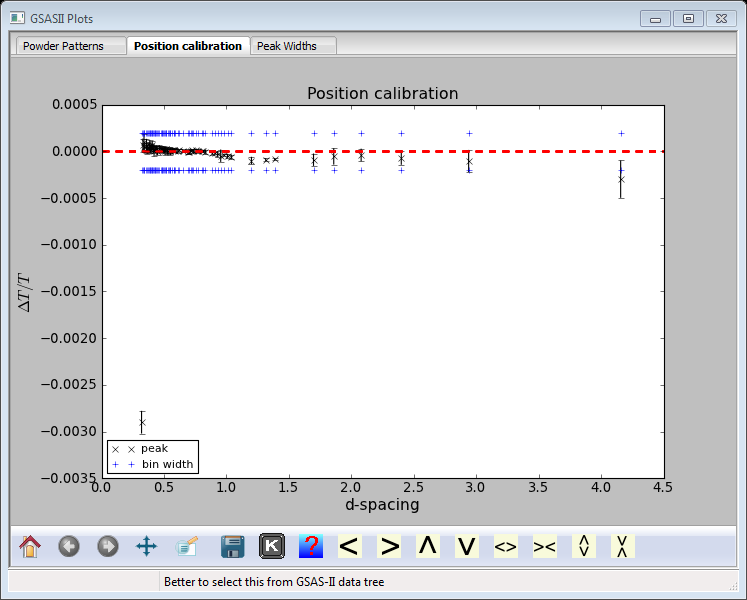 GSASII Plots
Powder Patterns Position calibration Peak Widths
Position calibration
0.0005
0.0000
−0.0005
−0.0010
−0.0015
−0.0020
−0.0025
−0.0030
−0.0035
ΔT/T
peak
bin width
0.0 0.5 1.0 1.5 2.0 2.5 3.0 3.5 4.0 4.5
d-spacing
K ? < > Λ V <> ><
Better to select this from GSAS-II data tree